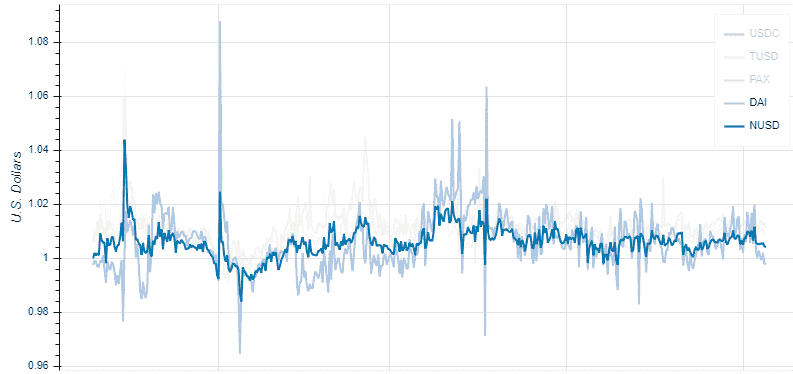 1.08
1.06
1.04
1.02
1
0.98
0.96
U.S. Dollars
USDC
TUSD
PAX
DAI
NUSD